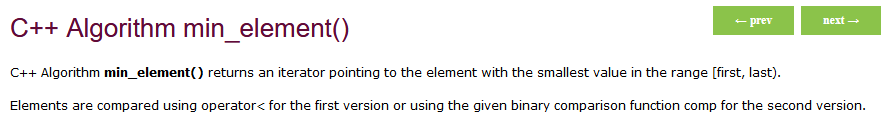 C++ Algorithm min_element()
← prev
next →
C++ Algorithm min_element() returns an iterator pointing to the element with the smallest value in the range [first, last).
Elements are compared using operator< for the first version or using the given binary comparison function comp for the second version.